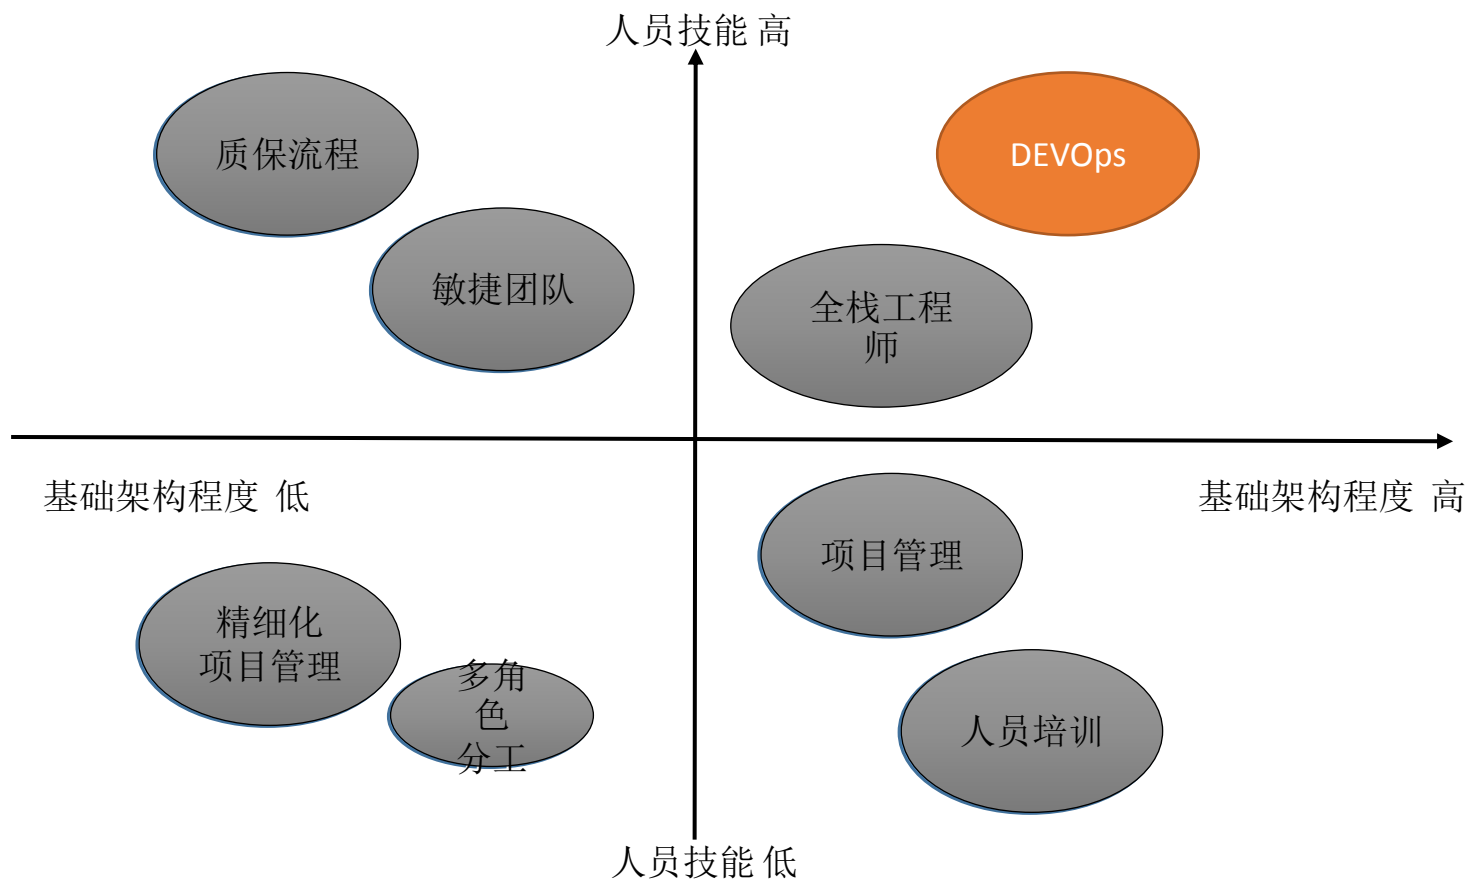 人员技能 高
质保流程
DEVOps
敏捷团队
全栈工程
师
基础架构程度 低
基础架构程度 高
项目管理
精细化
项目管理
多角
色
分工
人员培训
人员技能 低